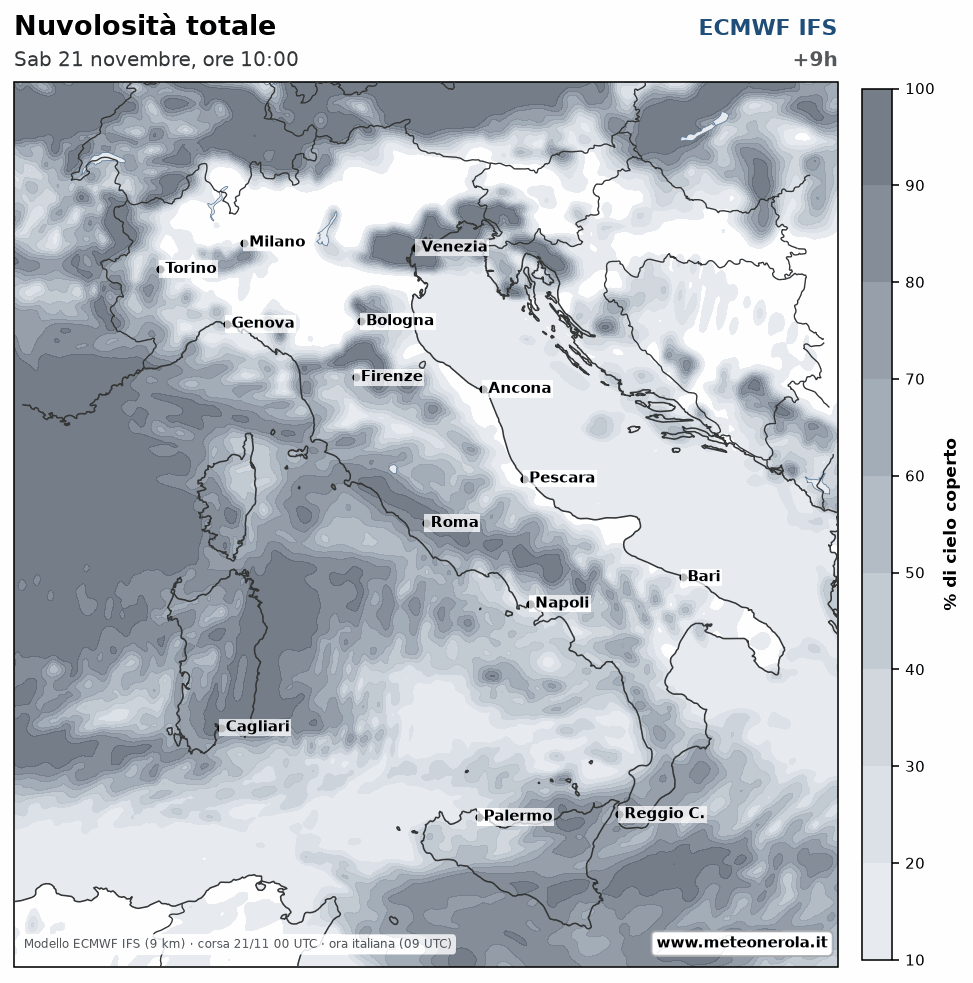 Nuvolosità totale
ECMWF IFS
Sab 21 novembre, ore 10:00
+9h
100
90
80
70
60
50
40
30
20
10
% di cielo coperto
Milano
Venezia
Torino
Genova
Bologna
Firenze
Ancona
Pescara
Roma
Bari
Napoli
Cagliari
Palermo
Reggio C.
Modello ECMWF IFS (9 km) · corsa 21/11 00 UTC · ora italiana (09 UTC)
www.meteonerola.it